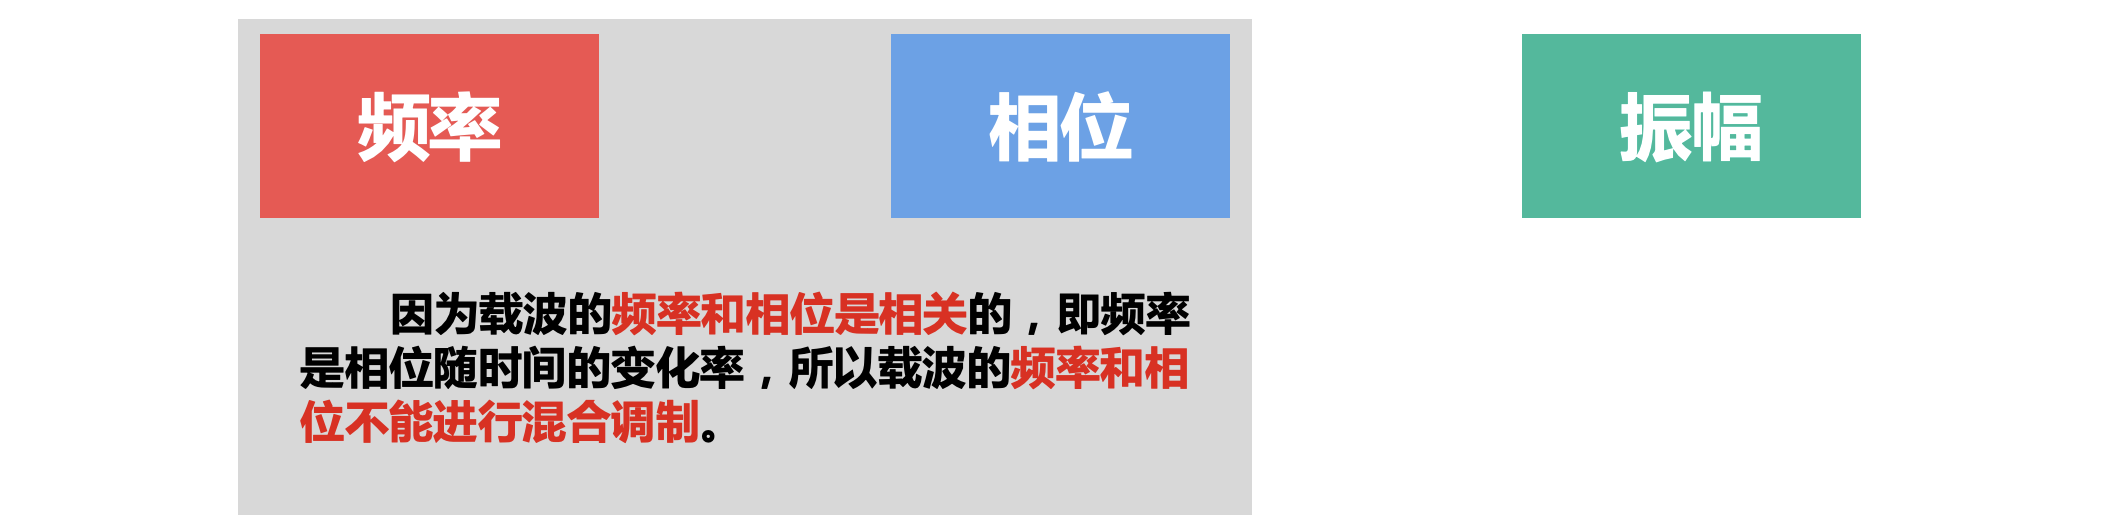 频率
相位
振幅
因为载波的频率和相位是相关的，即频率
是相位随时间的变化率，所以载波的频率和相
位不能进行混合调制。